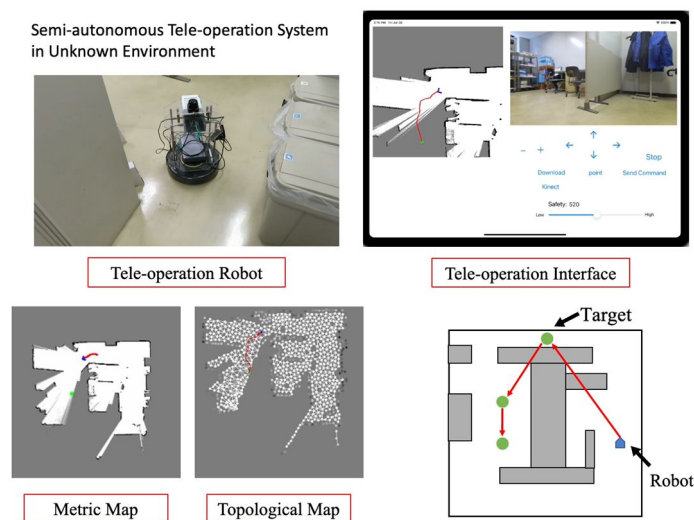 Semi-autonomous Tele-operation System
in Unknown Environment
Tele-operation Robot
- + ← ↑ ↓ → Stop
Download point Send Command
Kinect
Safety: 520
Low High
Tele-operation Interface
Metric Map
Topological Map
Target
Robot